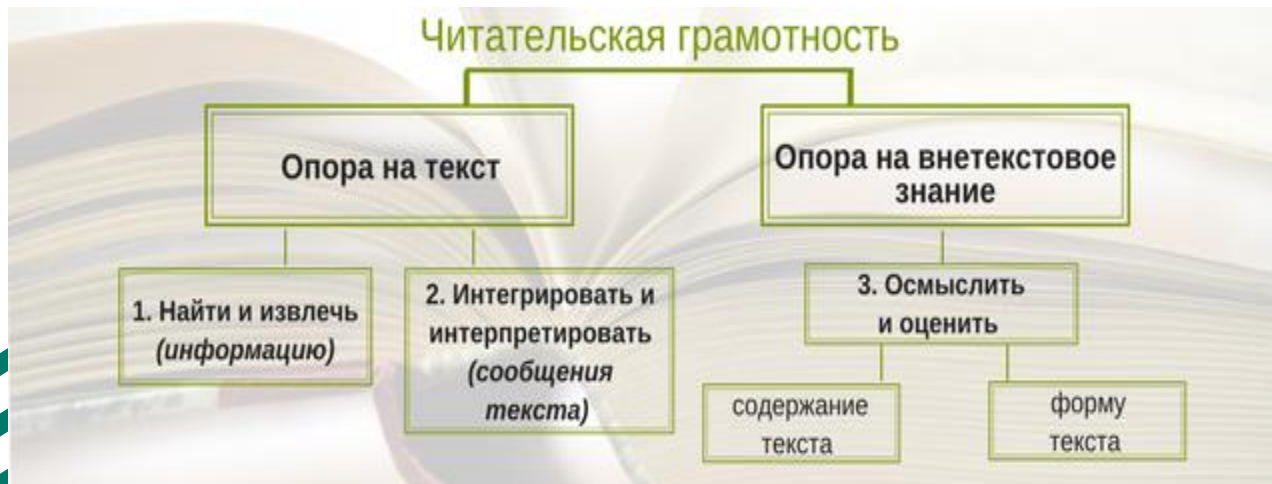 Читательская грамотность
Опора на текст
Опора на внетекстовое
знание
1. Найти и извлечь
(информацию)
2. Интегрировать и
интерпретировать
(сообщения
текста)
3. Осмыслить
и оценить
содержание
текста
форму
текста